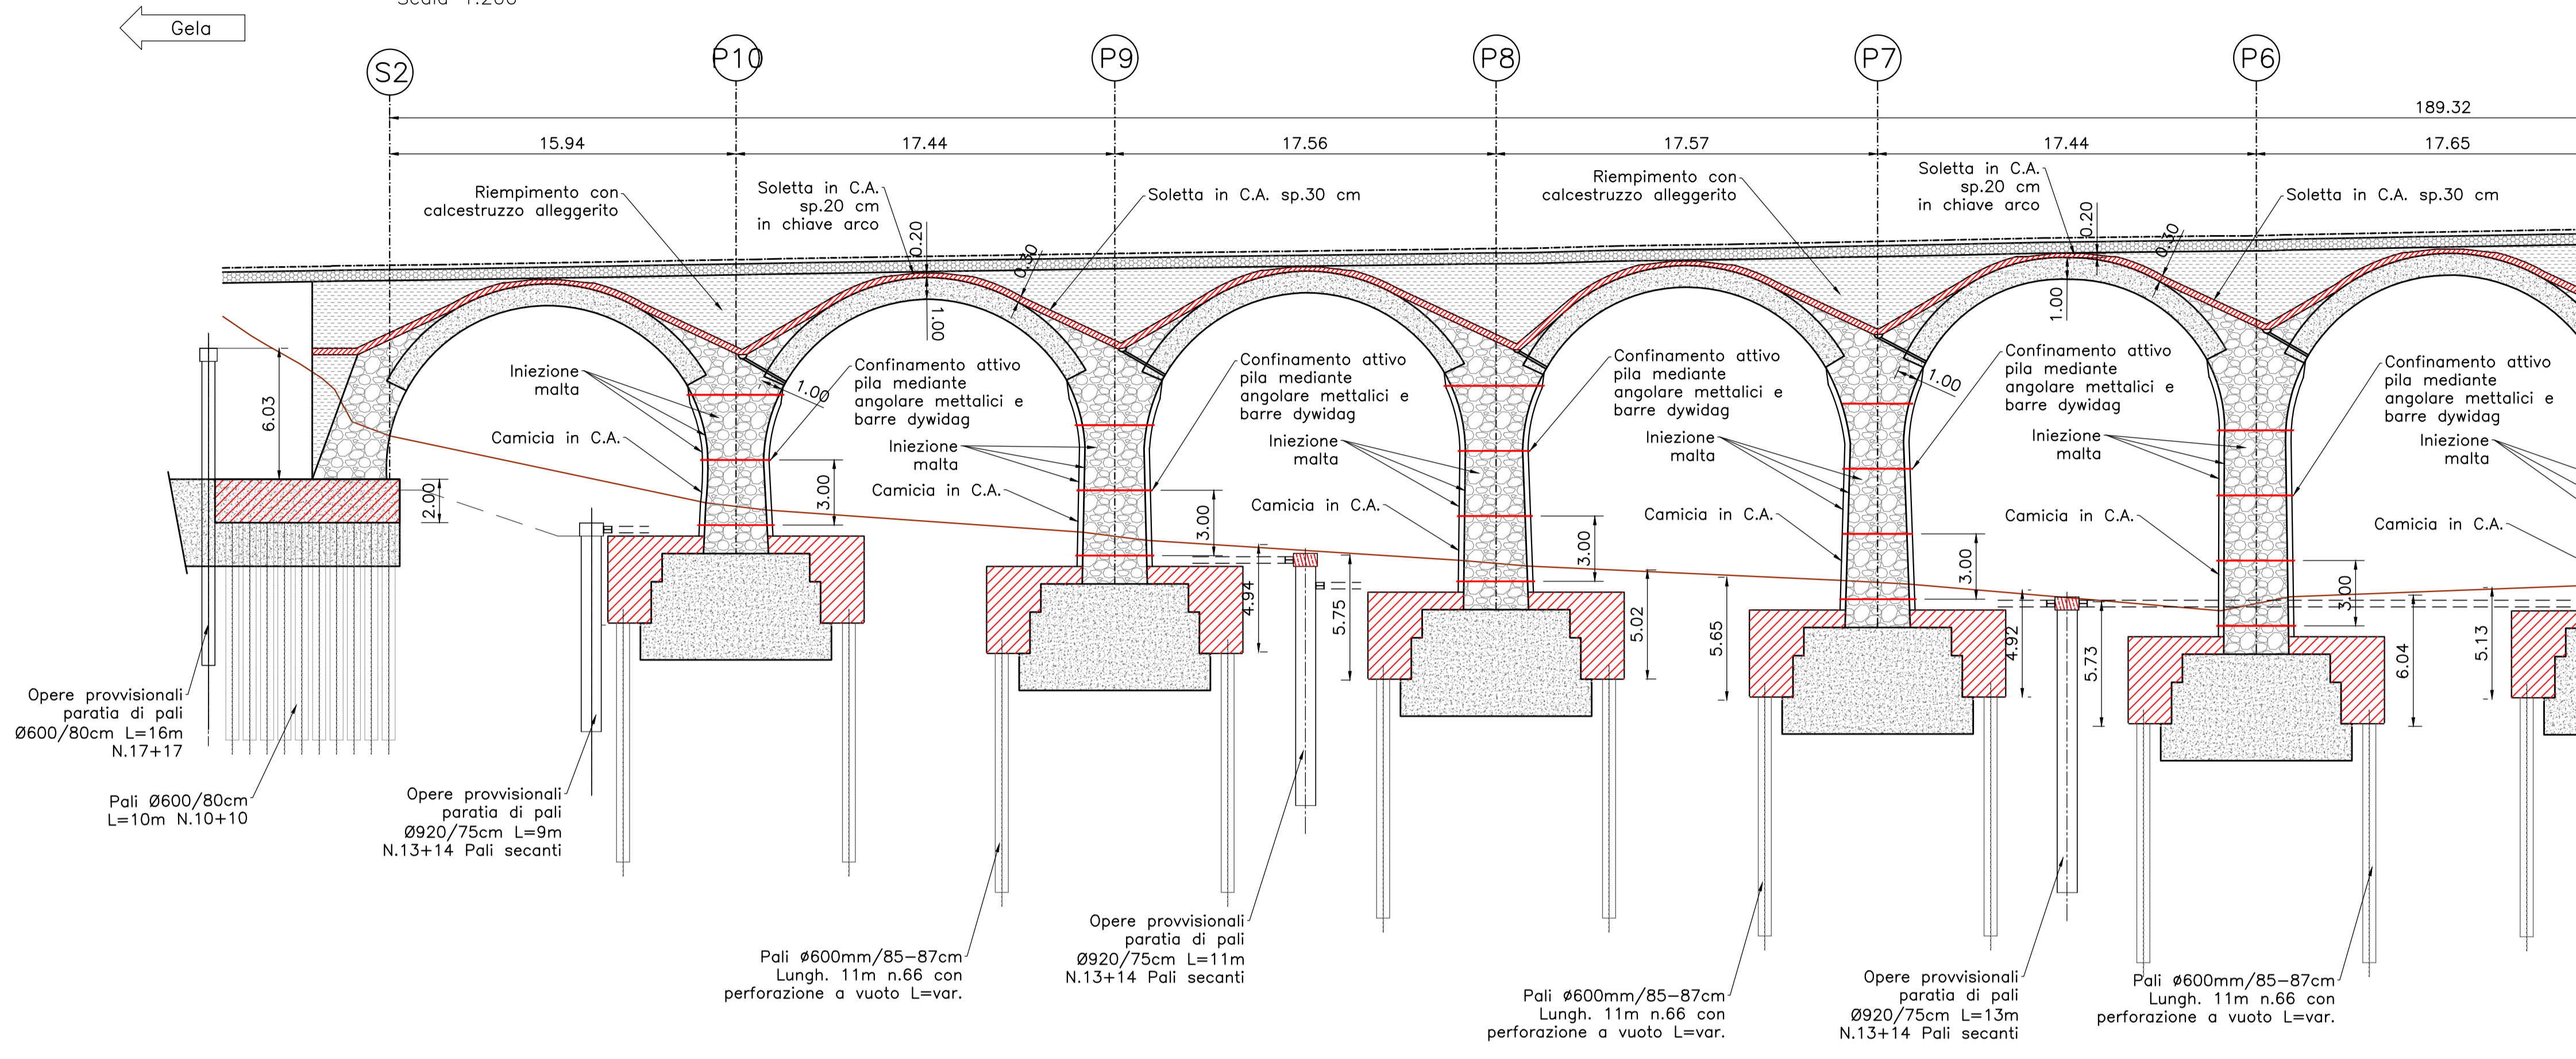 Gela
S2
P10
P9
P8
P7
P6
189.32
15.94
17.44
17.56
17.57
17.44
17.65
Riempimento con
calcestruzzo alleggerito
Soletta in C.A.
sp.20 cm
in chiave arco
0.20
0.30
1.00
Soletta in C.A. sp.30 cm
Riempimento con
calcestruzzo alleggerito
Soletta in C.A.
sp.20 cm
in chiave arco
0.20
0.30
1.00
Soletta in C.A. sp.30 cm
6.03
2.00
Iniezione
malta
Camicia in C.A.
1.00
Confinamento attivo
pila mediante
angolare mettalici e
barre dywidag
3.00
Iniezione
malta
Camicia in C.A.
Confinamento attivo
pila mediante
angolare mettalici e
barre dywidag
3.00
4.94
5.75
Iniezione
malta
Camicia in C.A.
Confinamento attivo
pila mediante
angolare mettalici e
barre dywidag
3.00
5.02
5.65
Iniezione
malta
Camicia in C.A.
1.00
Confinamento attivo
pila mediante
angolare mettalici e
barre dywidag
3.00
4.92
5.73
Iniezione
malta
Camicia in C.A.
Confinamento attivo
pila mediante
angolare mettalici e
barre dywidag
3.00
6.04
5.13
Iniezione
malta
Camicia in C.A.
Opere provvisionali
paratia di pali
Ø600/80cm L=16m
N.17+17
Pali Ø600/80cm
L=10m N.10+10
Opere provvisionali
paratia di pali
Ø920/75cm L=9m
N.13+14 Pali secanti
Pali Ø600mm/85-87cm
Lungh. 11m n.66 con
perforazione a vuoto L=var.
Opere provvisionali
paratia di pali
Ø920/75cm L=11m
N.13+14 Pali secanti
Pali Ø600mm/85-87cm
Lungh. 11m n.66 con
perforazione a vuoto L=var.
Opere provvisionali
paratia di pali
Ø920/75cm L=13m
N.13+14 Pali secanti
Pali Ø600mm/85-87cm
Lungh. 11m n.66 con
perforazione a vuoto L=var.